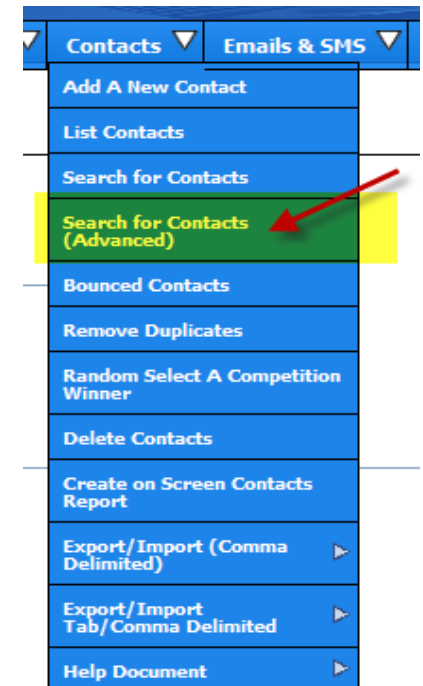 Contacts Emails & SMS
Add A New Contact
List Contacts
Search for Contacts
Search for Contacts
(Advanced)
Bounced Contacts
Remove Duplicates
Random Select A Competition
Winner
Delete Contacts
Create on Screen Contacts
Report
Export/Import (Comma
Delimited)
Export/Import
Tab/Comma Delimited
Help Document